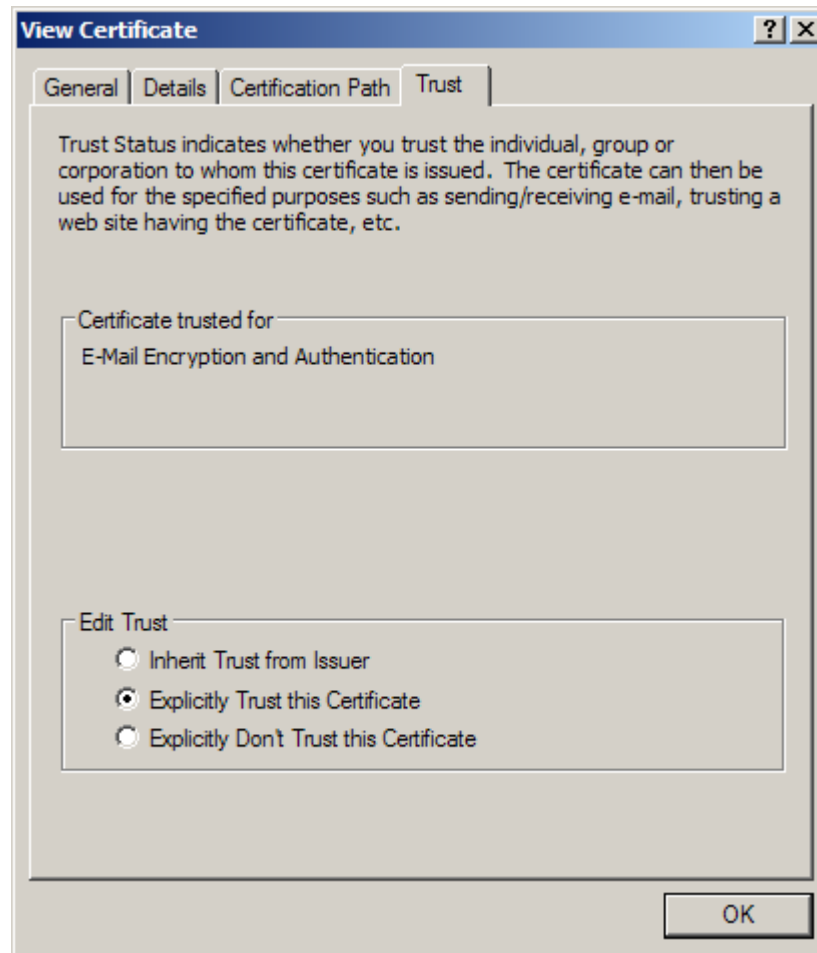 View Certificate
General
Details
Certification Path
Trust
Trust Status indicates whether you trust the individual, group or
corporation to whom this certificate is issued.  The certificate can then be
used for the specified purposes such as sending/receiving e-mail, trusting a
web site having the certificate, etc.
Certificate trusted for
E-Mail Encryption and Authentication
Edit Trust
Inherit Trust from Issuer
Explicitly Trust this Certificate
Explicitly Don't Trust this Certificate
OK